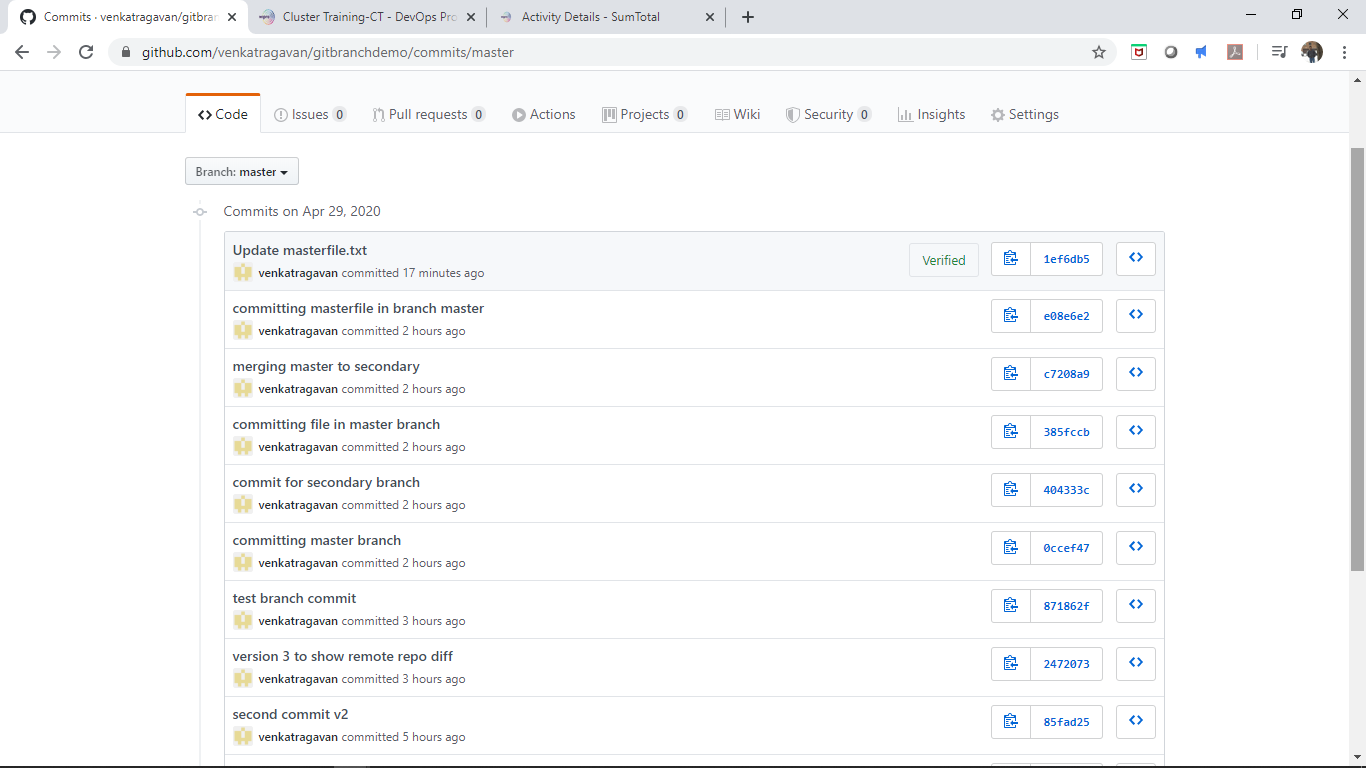 Commits · venkatragavan/gitbran
Cluster Training-CT - DevOps Pro
Activity Details - SumTotal
github.com/venkatragavan/gitbranchdemo/commits/master
Code Issues 0 Pull requests 0 Actions Projects 0 Wiki Security 0 Insights Settings
Branch: master
Commits on Apr 29, 2020
Update masterfile.txt
venkatragavan committed 17 minutes ago
Verified
1ef6db5
committing masterfile in branch master
venkatragavan committed 2 hours ago
e08e6e2
merging master to secondary
venkatragavan committed 2 hours ago
c7208a9
committing file in master branch
venkatragavan committed 2 hours ago
385fccb
commit for secondary branch
venkatragavan committed 2 hours ago
404333c
committing master branch
venkatragavan committed 2 hours ago
0ccef47
test branch commit
venkatragavan committed 3 hours ago
871862f
version 3 to show remote repo diff
venkatragavan committed 3 hours ago
2472073
second commit v2
venkatragavan committed 5 hours ago
85fad25